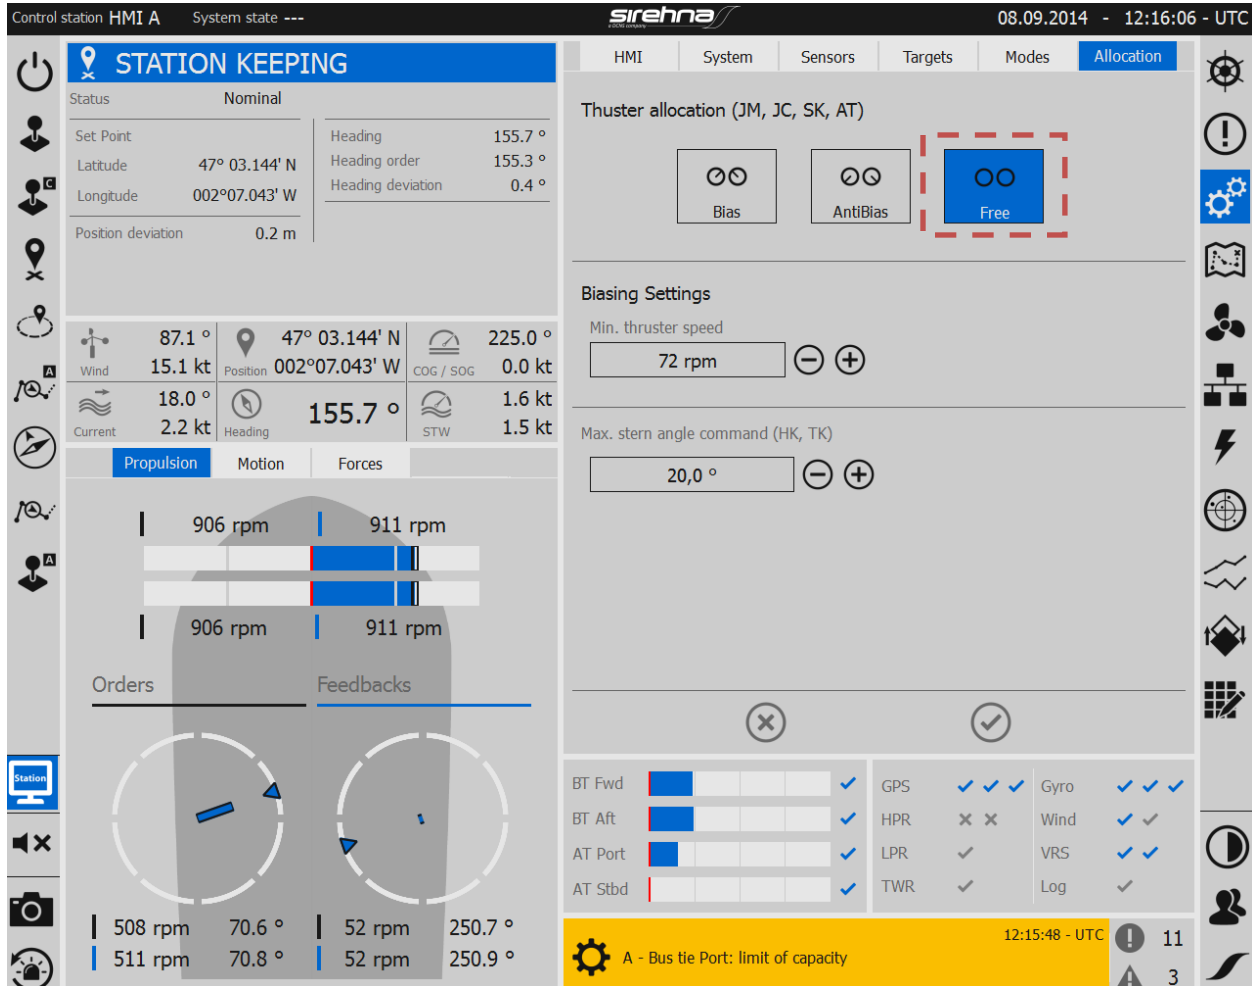 Control station HMI A System state --- sirehna 08.09.2014 - 12:16:06 - UTC
STATION KEEPING
Status Nominal
Set Point
Latitude 47° 03.144' N
Longitude 002°07.043' W
Position deviation 0.2 m
Heading 155.7 °
Heading order 155.3 °
Heading deviation 0.4 °
C
A
A
87.1 ° 47° 03.144' N 225.0 °
Wind 15.1 kt Position 002°07.043' W COG / SOG 0.0 kt
18.0 ° 155.7 ° 1.6 kt
Current 2.2 kt Heading STW 1.5 kt
Propulsion Motion Forces
906 rpm 911 rpm
906 rpm 911 rpm
Orders Feedbacks
508 rpm 70.6 ° 52 rpm 250.7 °
511 rpm 70.8 ° 52 rpm 250.9 °
Station
HMI System Sensors Targets Modes Allocation
Thuster allocation (JM, JC, SK, AT)
Bias AntiBias Free
Biasing Settings
Min. thruster speed
72 rpm
Max. stern angle command (HK, TK)
20,0 °
BT Fwd
BT Aft
AT Port
AT Stbd
GPS Gyro
HPR Wind
LPR VRS
TWR Log
12:15:48 - UTC
A - Bus tie Port: limit of capacity
11
3